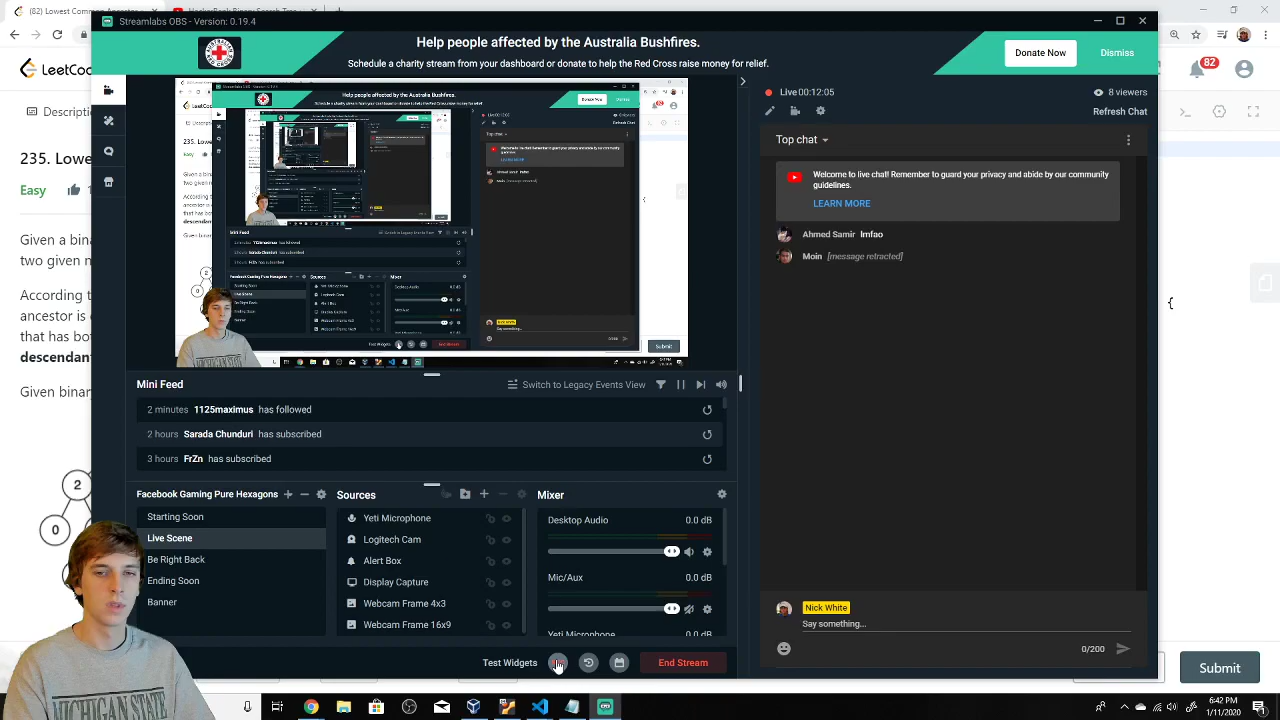 Streamlabs OBS - Version: 0.19.4
Help people affected by the Australia Bushfires.
Schedule a charity stream from your dashboard or donate to help the Red Cross raise money for relief.
Donate Now
Dismiss
LeetCo
82
235. Lowe
Easy
1
Given a bina
two given n
According t
ancestor is d
that has bo
descendant
Given binary
2
0
{
Live 00:12:05
8 viewers
Refresh Chat
Top chat
Welcome to live chat! Remember to guard your privacy and abide by our community
guidelines.
LEARN MORE
Ahmed Samir lmfao
Moin [message retracted]
Mini Feed
Switch to Legacy Events View
2 minutes 1125maximus has followed
2 hours Sarada Chunduri has subscribed
3 hours FrZn has subscribed
Facebook Gaming Pure Hexagons
Starting Soon
Live Scene
Be Right Back
Ending Soon
Banner
Sources
Yeti Microphone
Logitech Cam
Alert Box
Display Capture
Webcam Frame 4x3
Webcam Frame 16x9
Mixer
Desktop Audio 0.0 dB
Mic/Aux 0.0 dB
Yeti Microphone 0.0 dB
Nick White
Say something...
0/200
Test Widgets
End Stream
Submit
MICHIGAN STATE
6:42 PM
1/11/2020